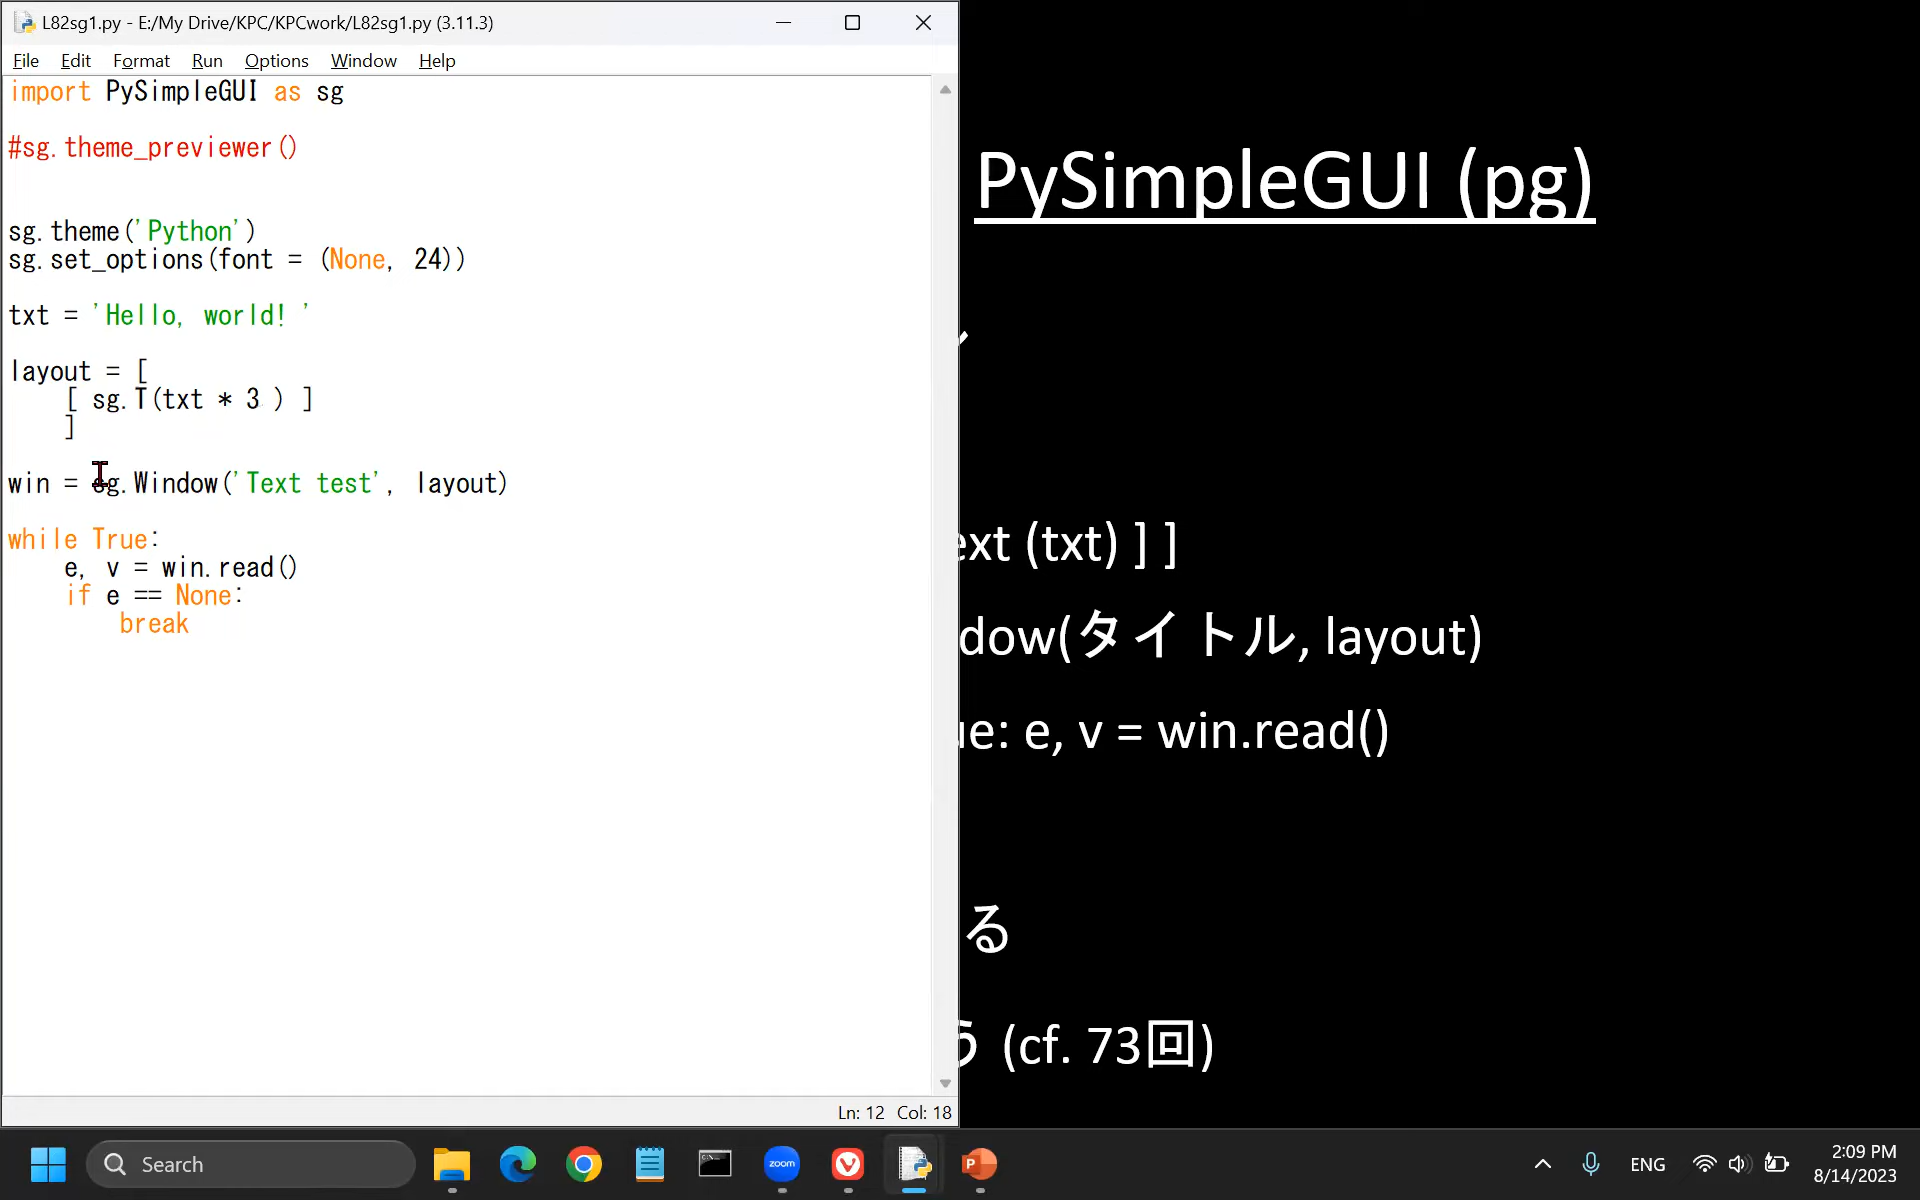 L82sg1.py - E:/My Drive/KPC/KPCwork/L82sg1.py (3.11.3)
File Edit Format Run Options Window Help
import PySimpleGUI as sg
#sg.theme_previewer()
sg.theme('Python')
sg.set_options(font = (None, 24))
txt = 'Hello, world! '
layout = [
[ sg.T(txt * 3 ) ]
]
win = sg.Window('Text test', layout)
while True:
e, v = win.read()
if e == None:
break
Ln: 12 Col: 18
PySimpleGUI (pg)
ext (txt) ] ]
dow(タイトル, layout)
ue: e, v = win.read()
る
う (cf. 73回)
Search
zoom
ENG
2:09 PM
8/14/2023